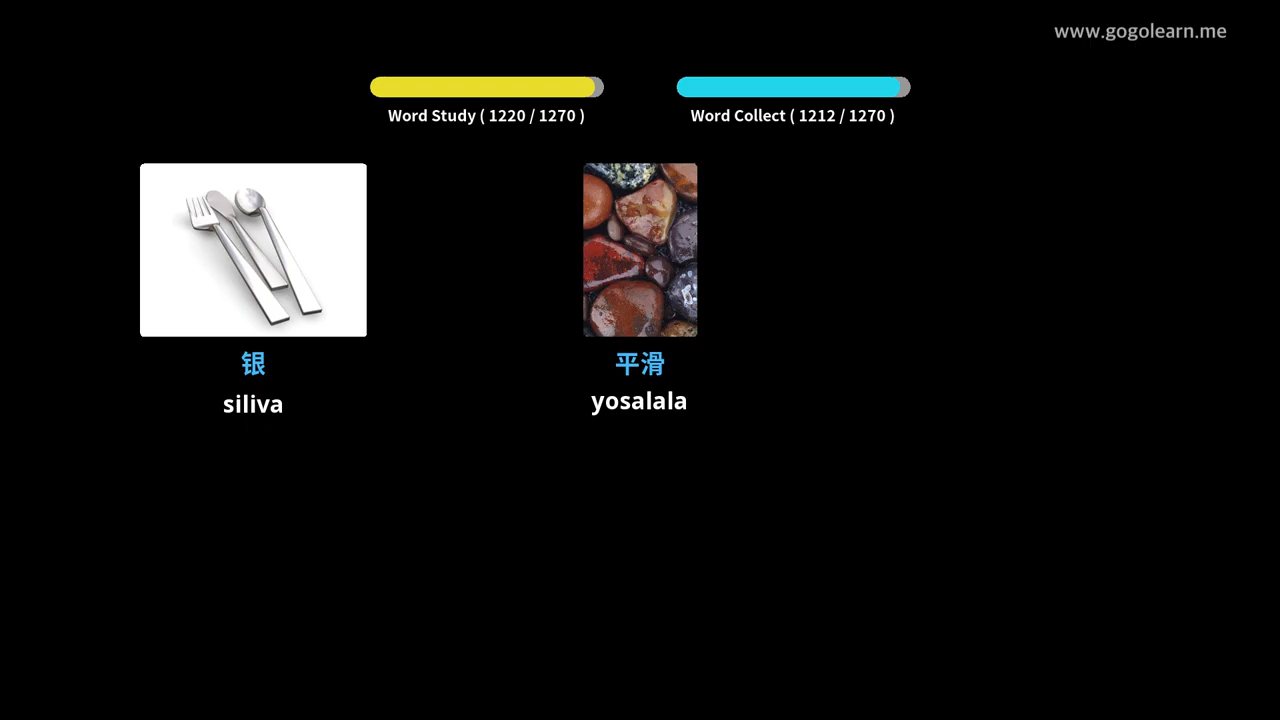 www.gogolearn.me
Word Study ( 1220 / 1270 )
Word Collect ( 1212 / 1270 )
银
siliva
平滑
yosalala